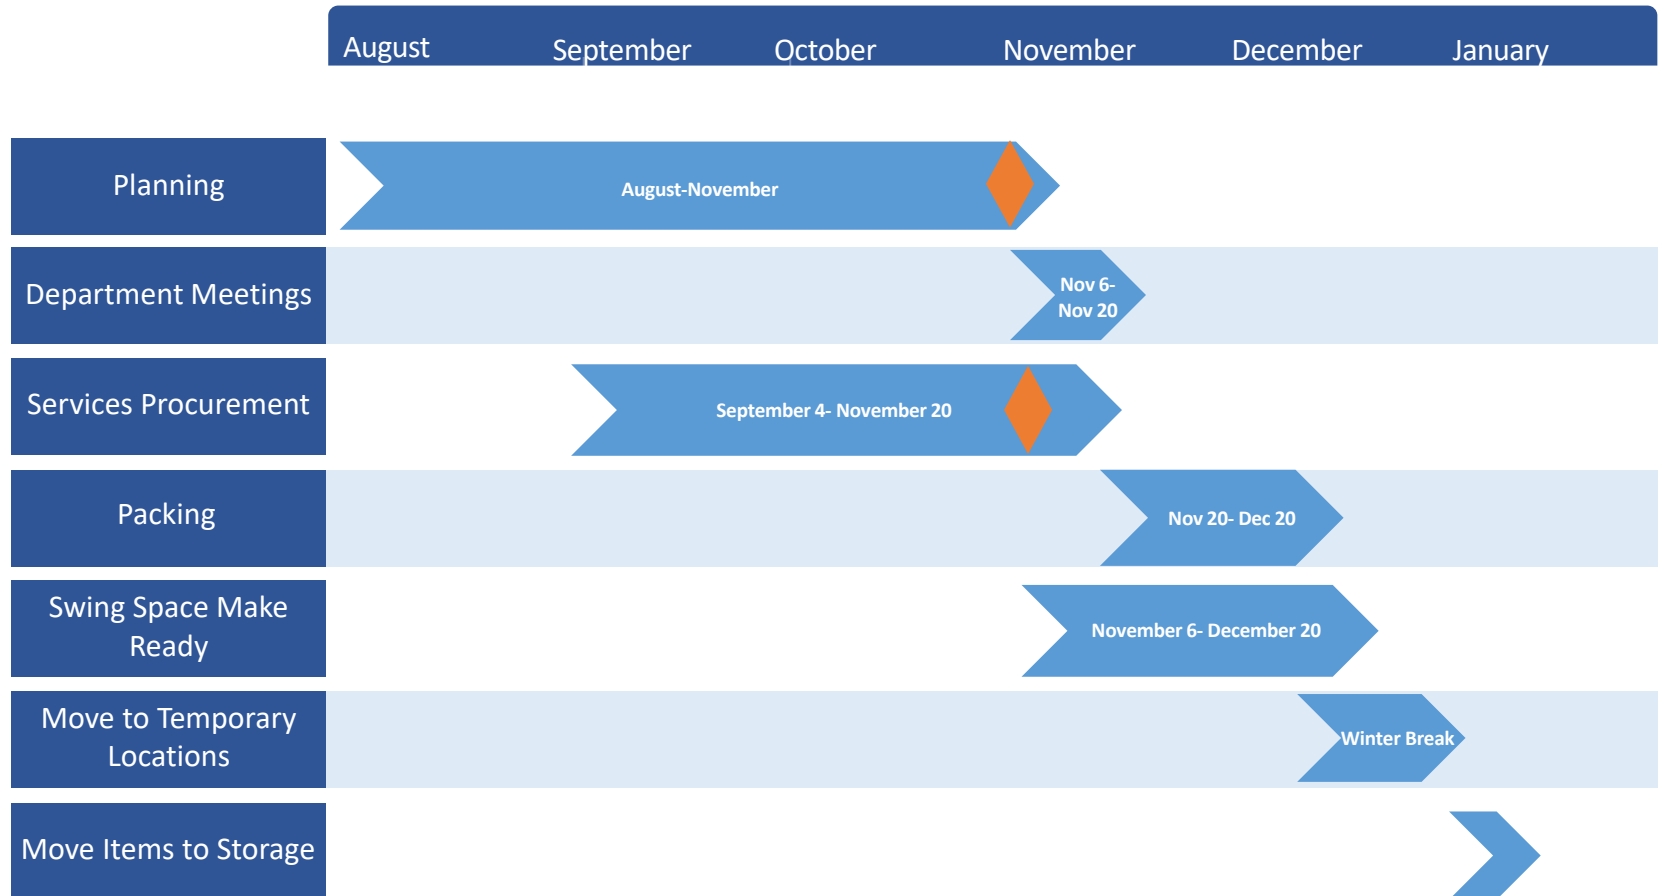 August September October November December January
Planning
August-November
Department Meetings
Nov 6-
Nov 20
Services Procurement
September 4- November 20
Packing
Nov 20- Dec 20
Swing Space Make
Ready
November 6- December 20
Move to Temporary
Locations
Winter Break
Move Items to Storage